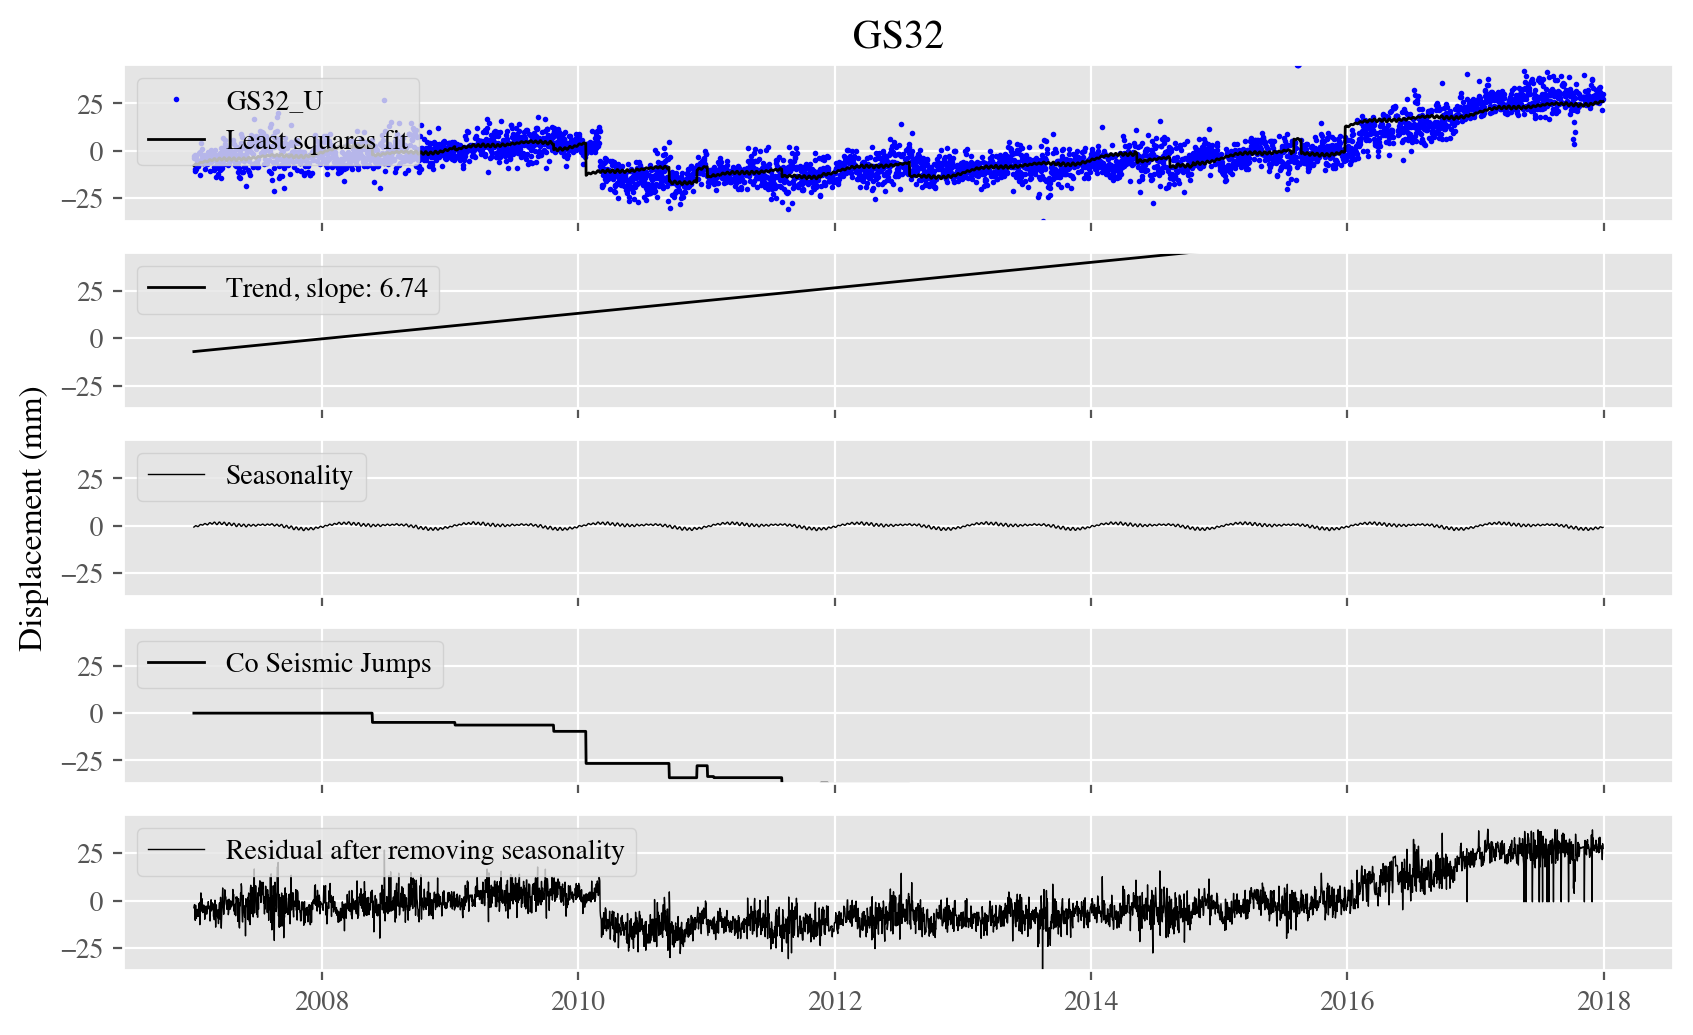 GS32
GS32_U
Least squares fit
25
0
−25
Trend, slope: 6.74
25
0
−25
Displacement (mm)
Seasonality
25
0
−25
Co Seismic Jumps
25
0
−25
Residual after removing seasonality
25
0
−25
2008 2010 2012 2014 2016 2018